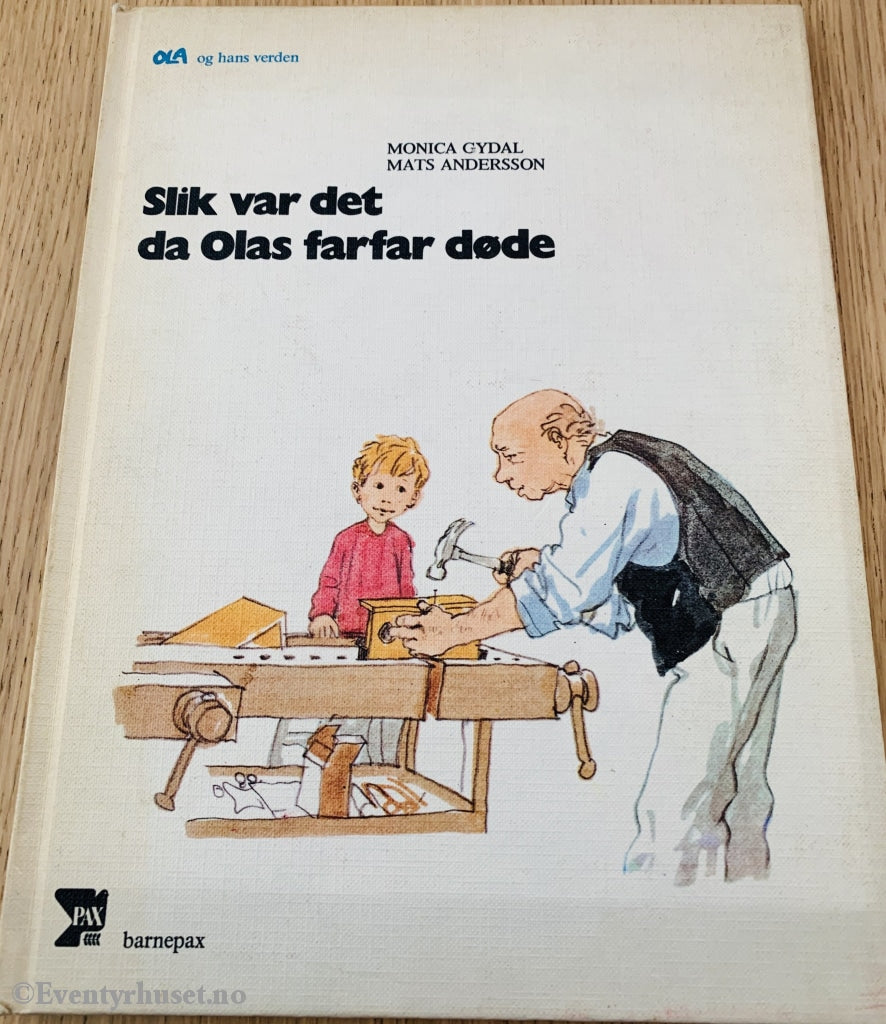 OLA og hans verden
MONICA GYDAL
MATS ANDERSSON
Slik var det
da Olas farfar døde
PAX
barnepax
©Eventyrhuset.no